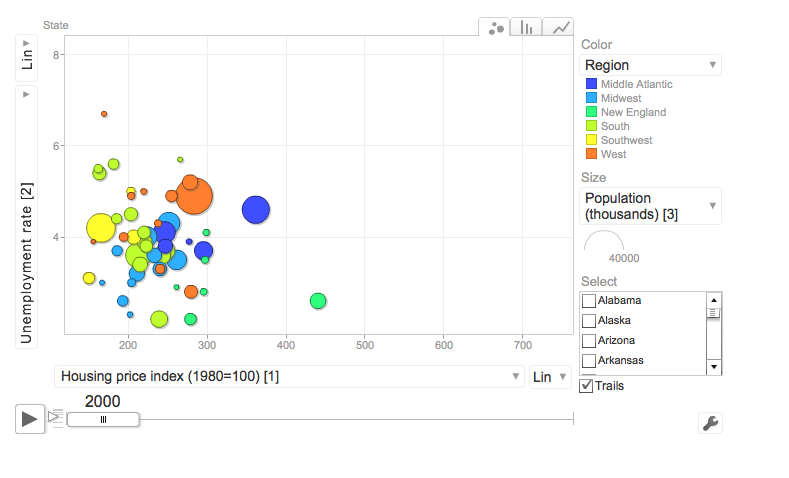 State
Lin
Unemployment rate [2]
8
6
4
200
300
400
500
600
700
Housing price index (1980=100) [1]
Lin
2000
Color
Region
Middle Atlantic
Midwest
New England
South
Southwest
West
Size
Population
(thousands) [3]
40000
Select
Alabama
Alaska
Arizona
Arkansas
Trails